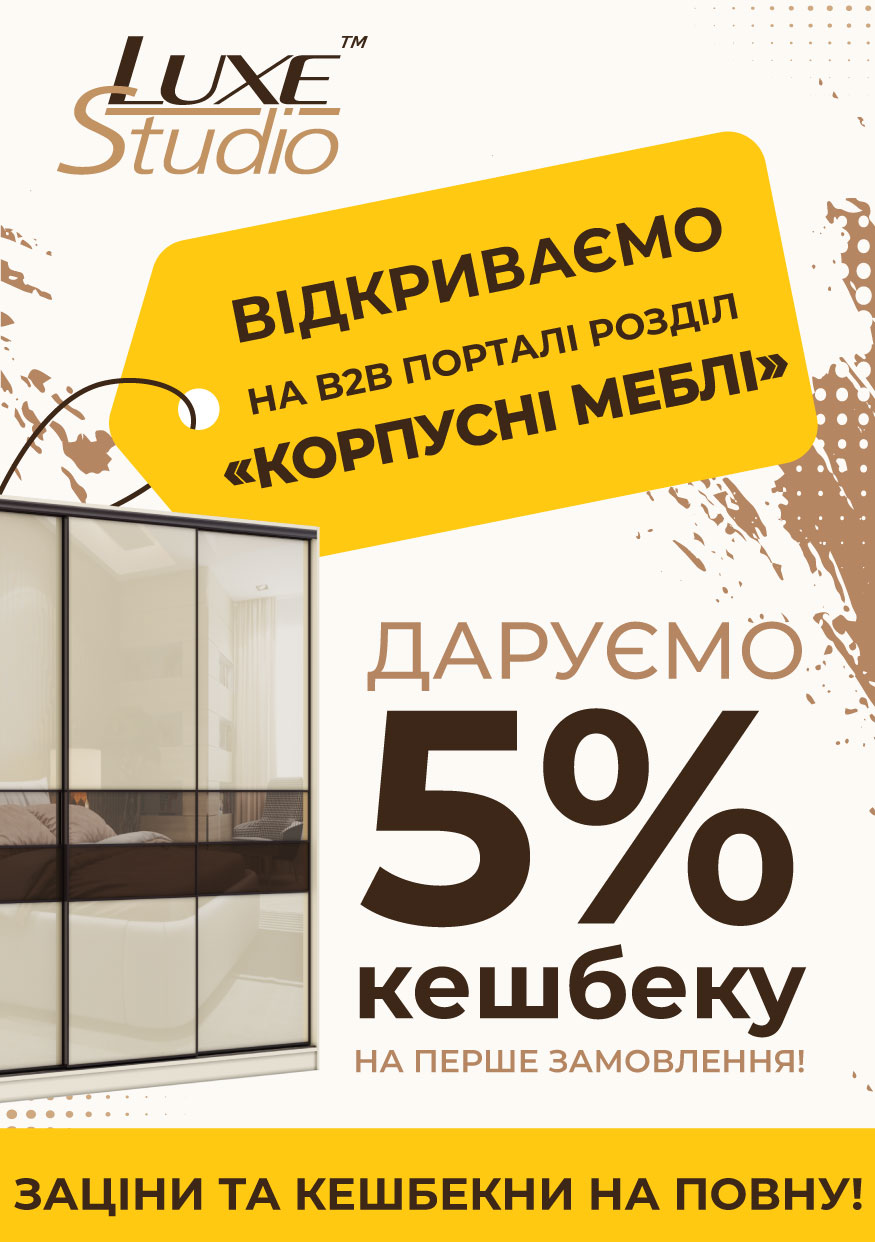 LUXE™
Studio
ВІДКРИВАЄМО
НА B2B ПОРТАЛІ РОЗДІЛ
«КОРПУСНІ МЕБЛІ»
ДАРУЄМО
5%
кешбеку
НА ПЕРШЕ ЗАМОВЛЕННЯ!
ЗАЦІНИ ТА КЕШБЕКНИ НА ПОВНУ!